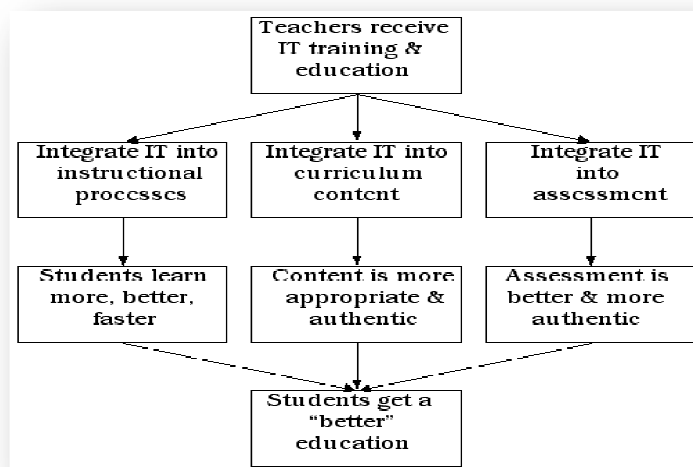 Teachers receive
IT training &
education
Integrate IT into
instructional
processes
Integrate IT into
curriculum
content
Integrate IT
into
assessment
Students learn
more, better,
faster
Content is more
appropriate &
authentic
Assessment is
better & more
authentic
Students get a
“better”
education